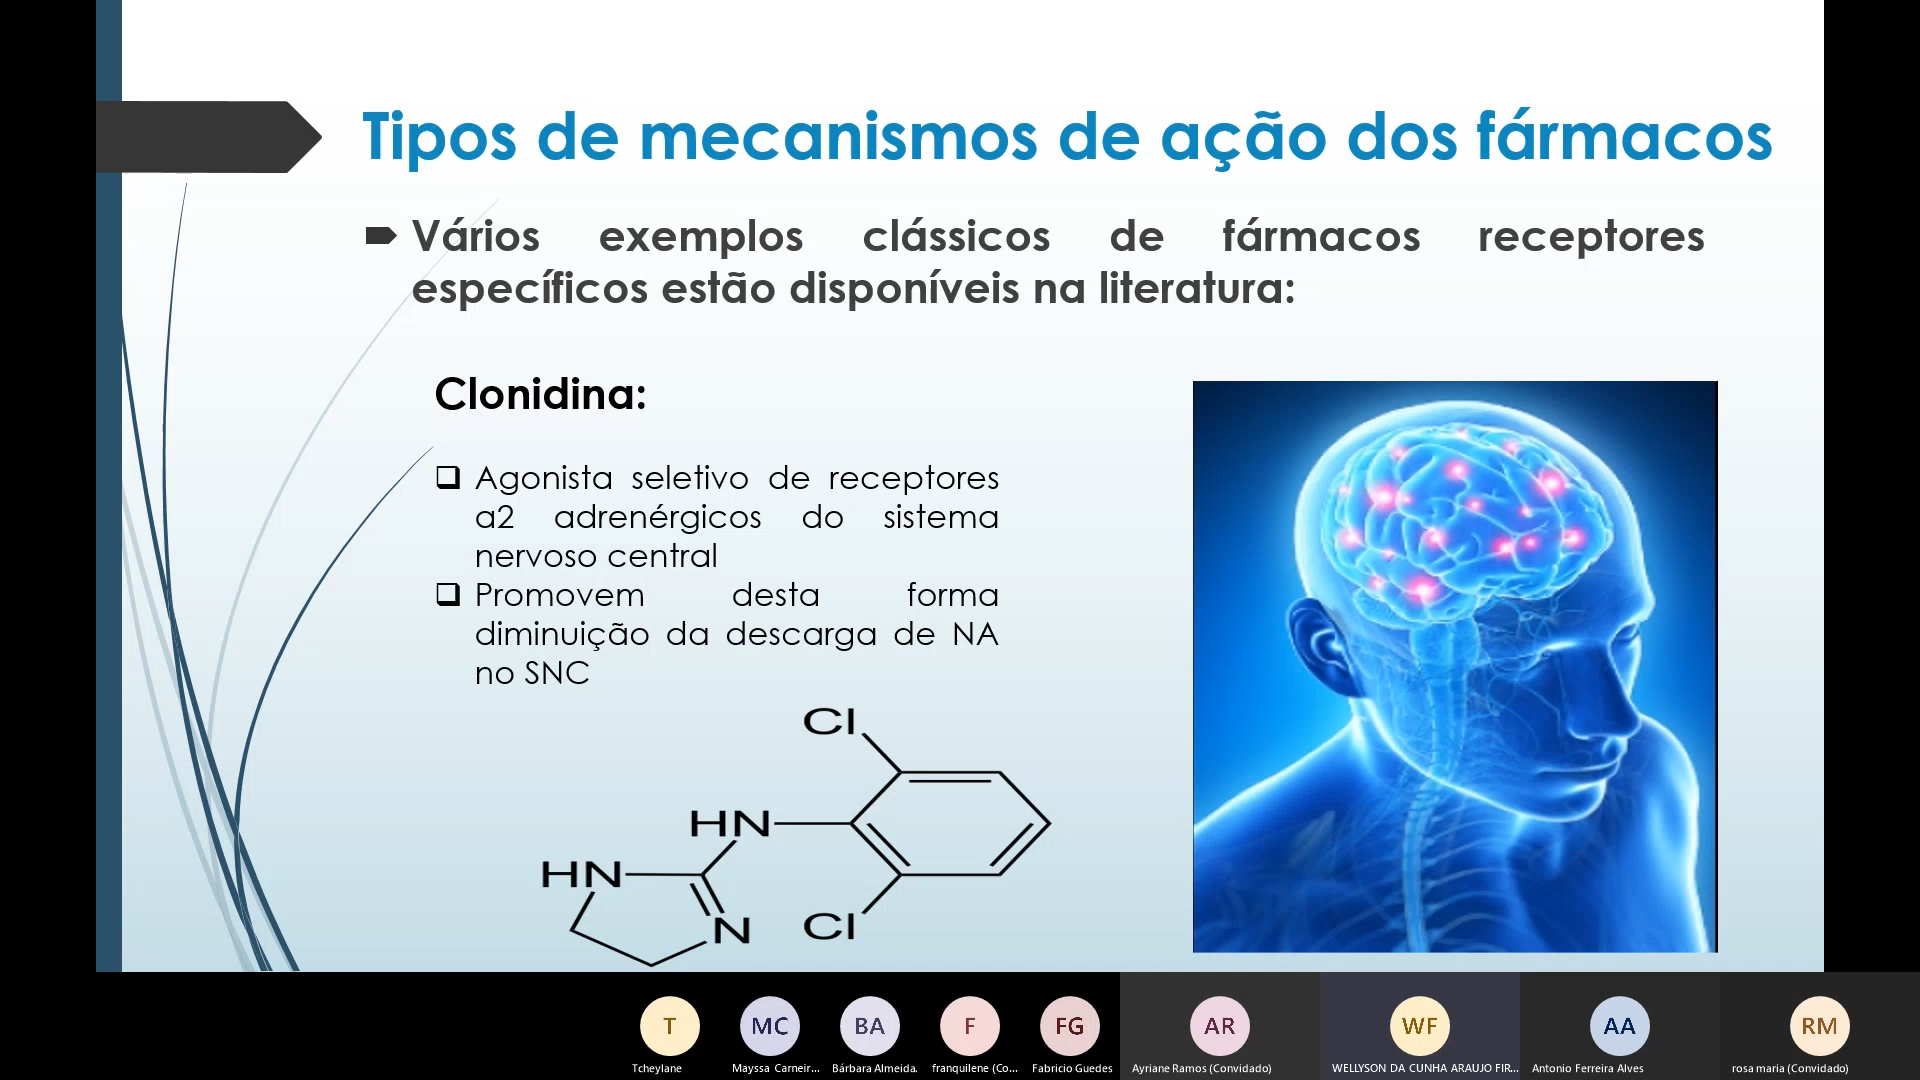 Tipos de mecanismos de ação dos fármacos
Vários exemplos clássicos de fármacos receptores
específicos estão disponíveis na literatura:
Clonidina:
Agonista seletivo de receptores
α2 adrenérgicos do sistema
nervoso central
Promovem desta forma
diminuição da descarga de NA
no SNC
Cl
HN
HN
N
Cl
T
MC
BA
F
FG
AR
WF
AA
RM
Tcheylane
Mayssa Carneir...
Bárbara Almeida.
franquilene (Co...
Fabricio Guedes
Ayriane Ramos (Convidado)
WELLYSON DA CUNHA ARAUJO FIR...
Antonio Ferreira Alves
rosa maria (Convidado)